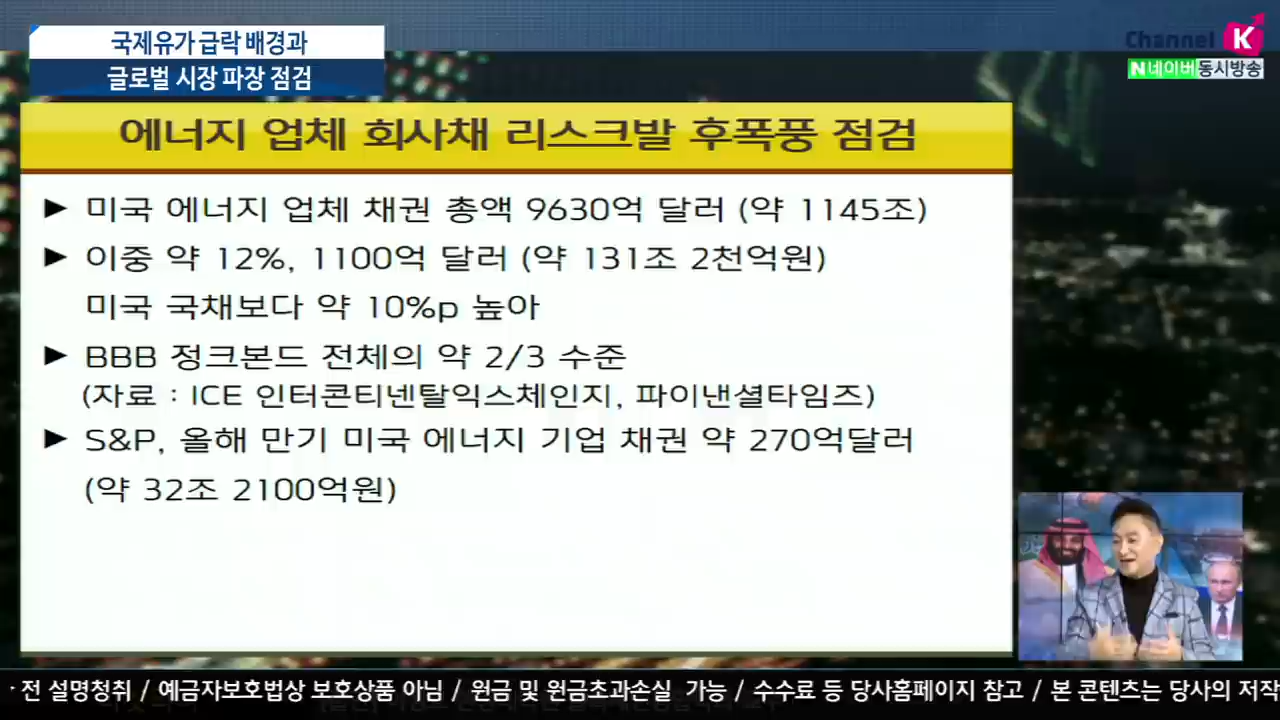 국제유가 급락 배경과
글로벌 시장 파장 점검
Channel K
N 네이버 동시방송
에너지 업체 회사채 리스크발 후폭풍 점검
▶ 미국 에너지 업체 채권 총액 9630억 달러 (약 1145조)
▶ 이중 약 12%, 1100억 달러 (약 131조 2천억원)
미국 국채보다 약 10%p 높아
▶ BBB 정크본드 전체의 약 2/3 수준
(자료 : ICE 인터콘티넨탈익스체인지, 파이낸셜타임즈)
▶ S&P, 올해 만기 미국 에너지 기업 채권 약 270억달러
(약 32조 2100억원)
· 전 설명청취 / 예금자보호법상 보호상품 아님 / 원금 및 원금초과손실 가능 / 수수료 등 당사홈페이지 참고 / 본 콘텐츠는 당사의 저작